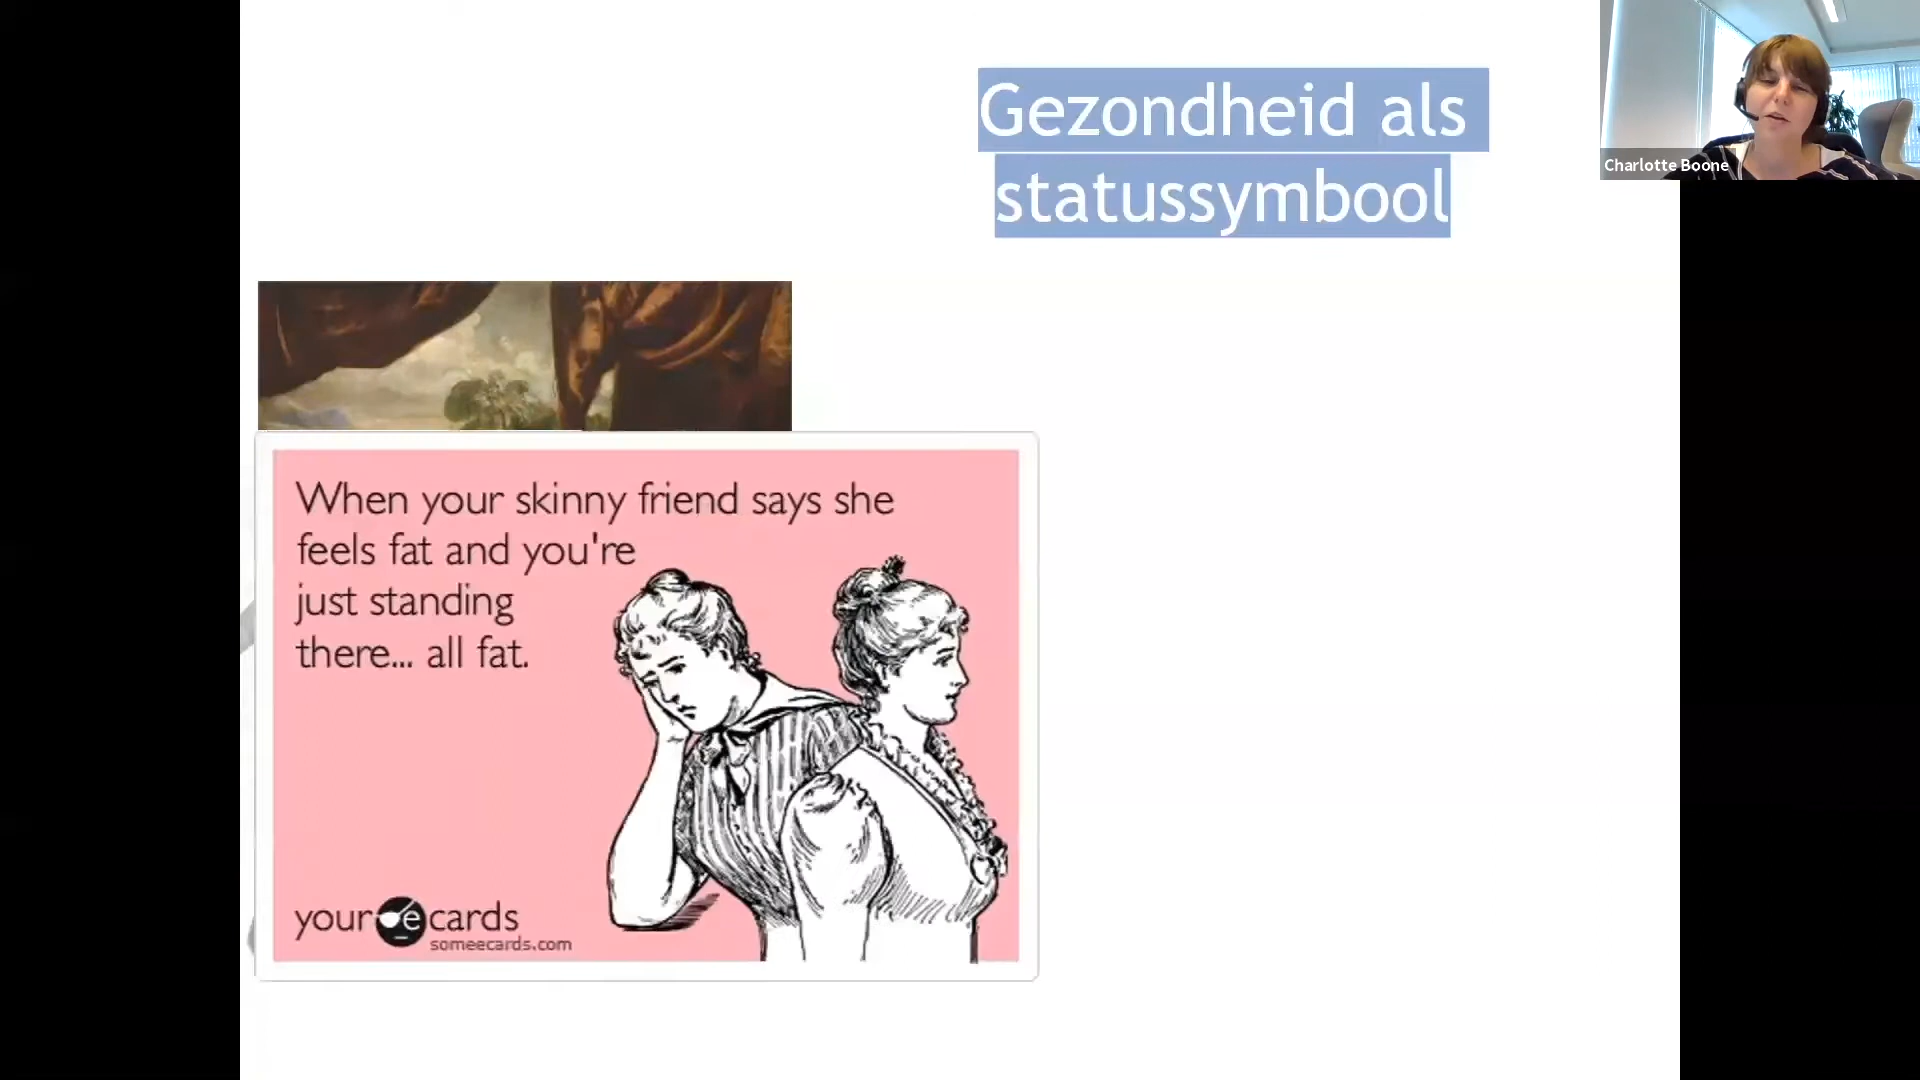 Gezondheid als
statussymbool
Charlotte Boone
When your skinny friend says she
feels fat and you're
just standing
there... all fat.
your e cards
someecards.com